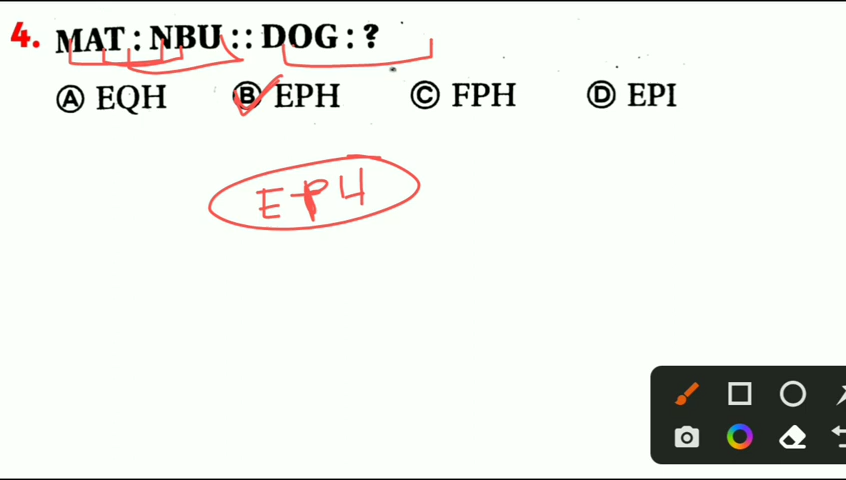 4. MAT : NBU :: DOG : ?
Ⓐ EQH Ⓑ EPH Ⓒ FPH Ⓓ EPI
EPH